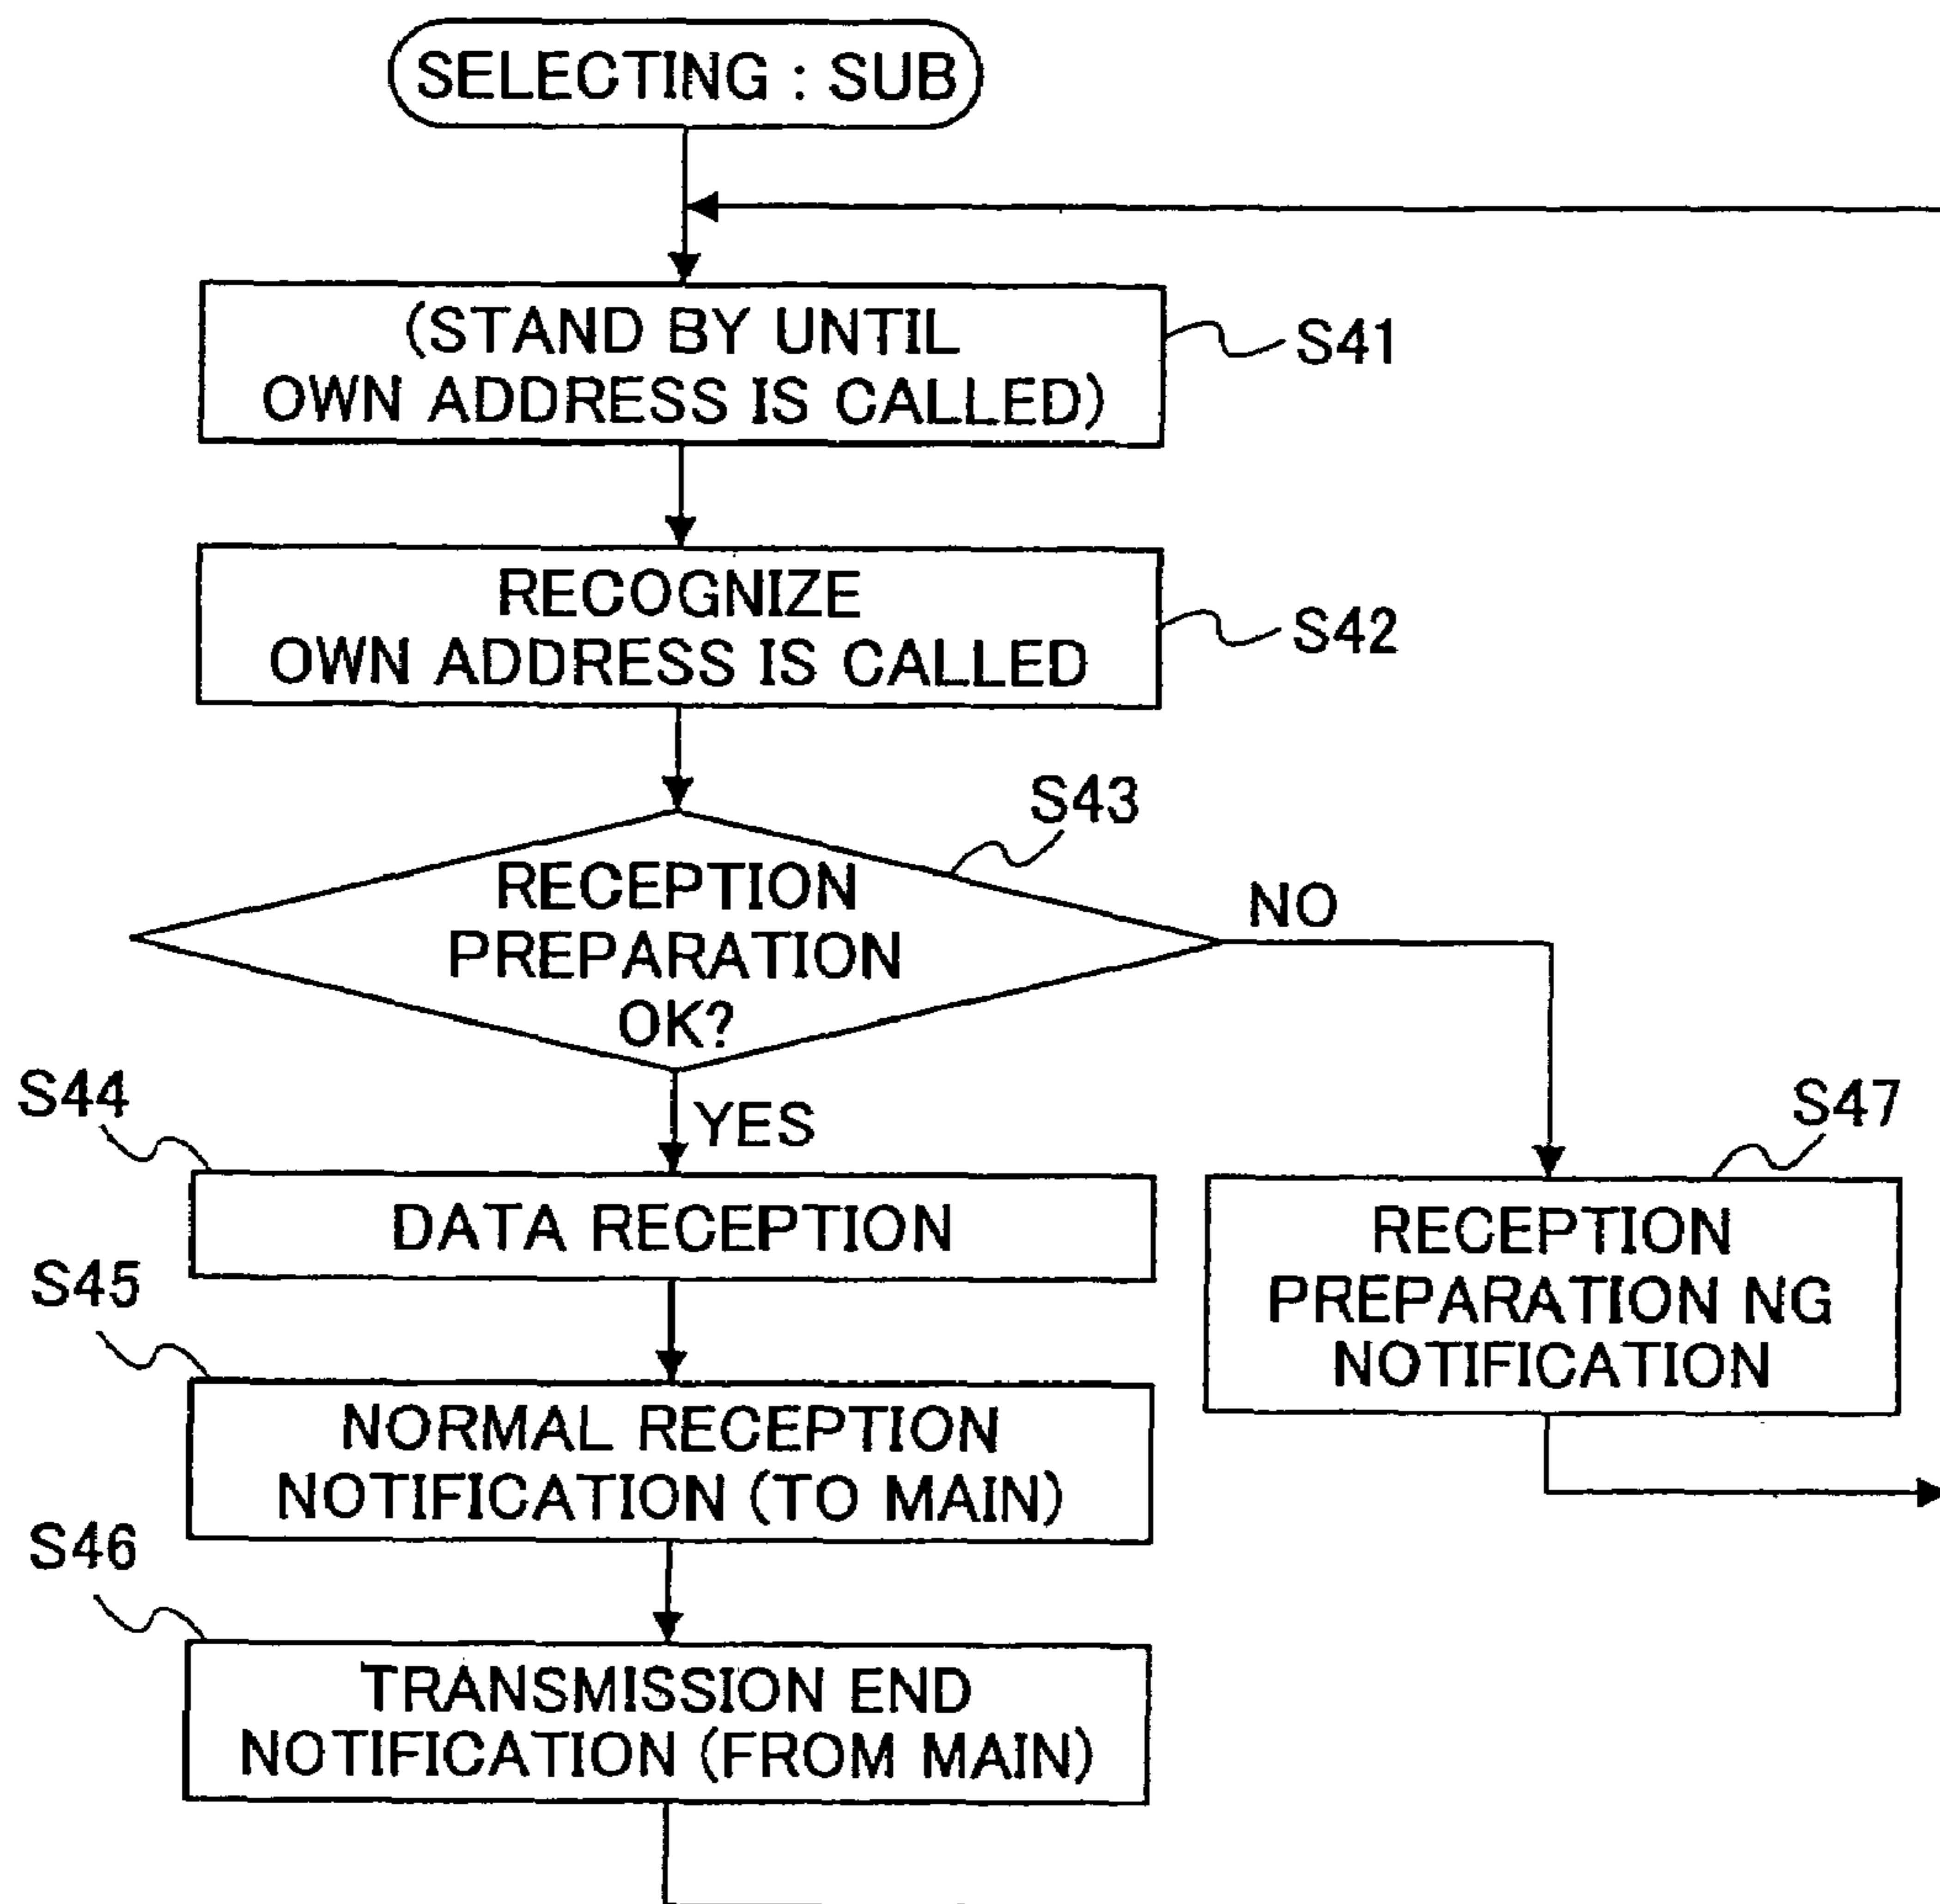 SELECTING : SUB
(STAND BY UNTIL
OWN ADDRESS IS CALLED)
S41
RECOGNIZE
OWN ADDRESS IS CALLED
S42
S43
RECEPTION
PREPARATION
OK?
NO
YES
S44
DATA RECEPTION
S47
RECEPTION
PREPARATION NG
NOTIFICATION
S45
NORMAL RECEPTION
NOTIFICATION (TO MAIN)
S46
TRANSMISSION END
NOTIFICATION (FROM MAIN)